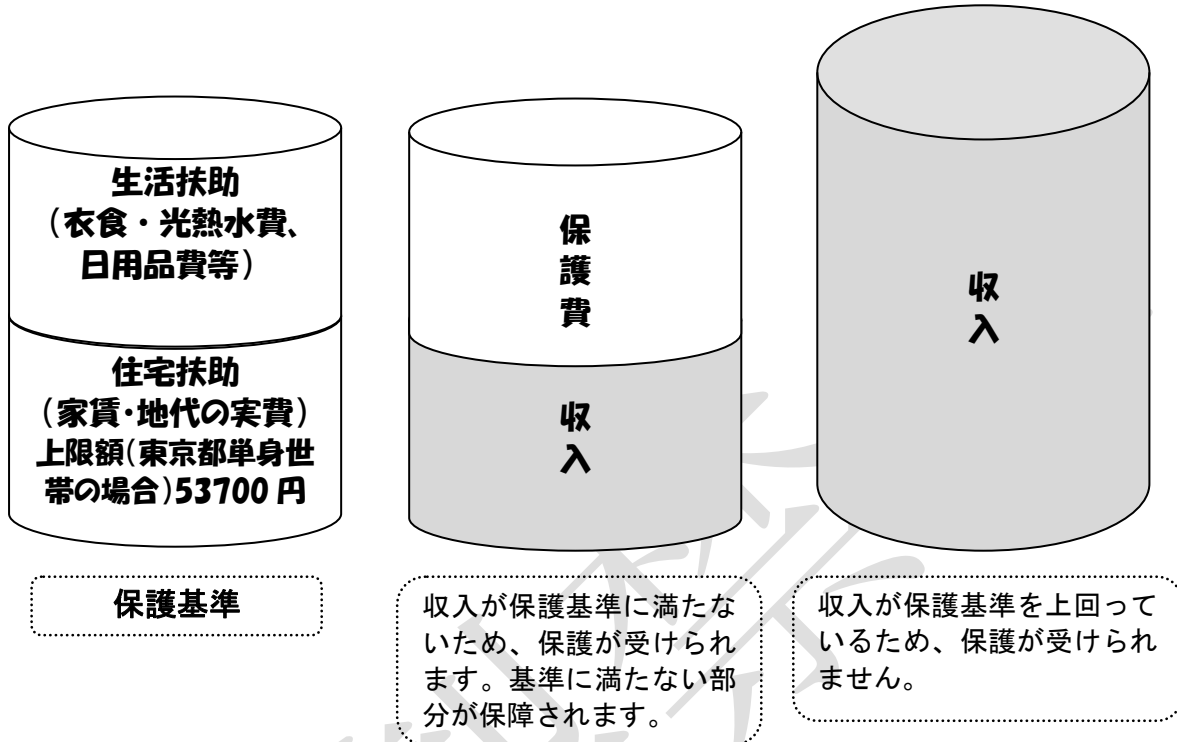 生活扶助
（衣食・光熱水費、
日用品費等）
住宅扶助
（家賃・地代の実費）
上限額（東京都単身世
帯の場合）53700 円
保護基準
保
護
費
収
入
収入が保護基準に満たな
いため、保護が受けられ
ます。基準に満たない部
分が保障されます。
収
入
収入が保護基準を上回って
いるため、保護が受けられ
ません。